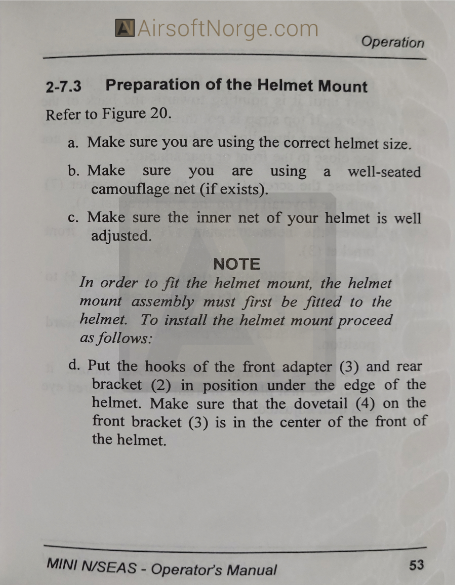 AirsoftNorge.com
Operation
2-7.3 Preparation of the Helmet Mount
Refer to Figure 20.
a. Make sure you are using the correct helmet size.
b. Make sure you are using a well-seated
camouflage net (if exists).
c. Make sure the inner net of your helmet is well
adjusted.
NOTE
In order to fit the helmet mount, the helmet
mount assembly must first be fitted to the
helmet. To install the helmet mount proceed
as follows:
d. Put the hooks of the front adapter (3) and rear
bracket (2) in position under the edge of the
helmet. Make sure that the dovetail (4) on the
front bracket (3) is in the center of the front of
the helmet.
MINI N/SEAS - Operator's Manual 53